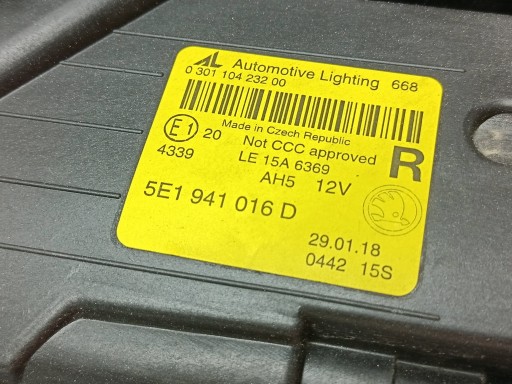 AL Automotive Lighting 668
0 301 104 232 00
Made in Czech Republic
E1 20 Not CCC approved
4339 LE 15A 6369 R
AH5 12V
5E1 941 016 D
29.01.18
0442 15S